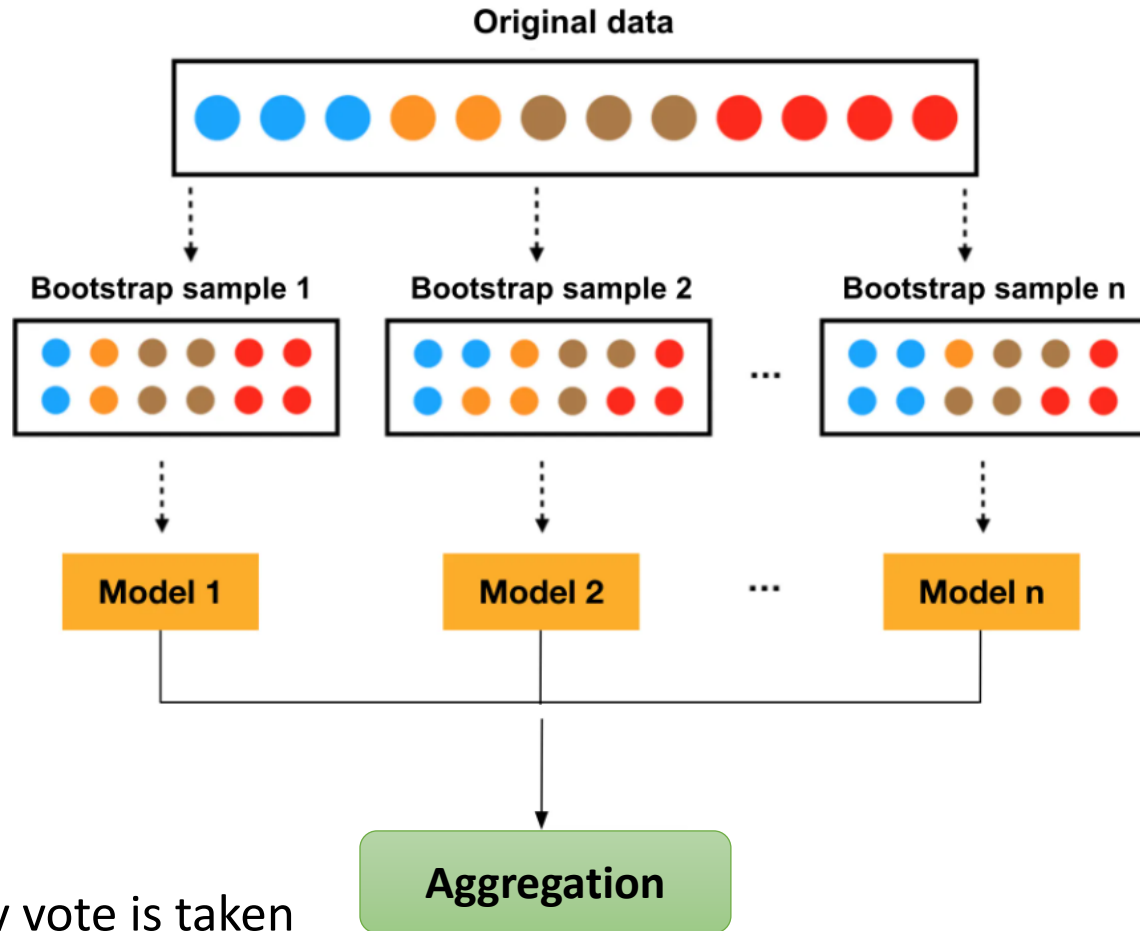 Original data
Bootstrap sample 1 Bootstrap sample 2 Bootstrap sample n
...
Model 1 Model 2 ... Model n
Aggregation
vote is taken